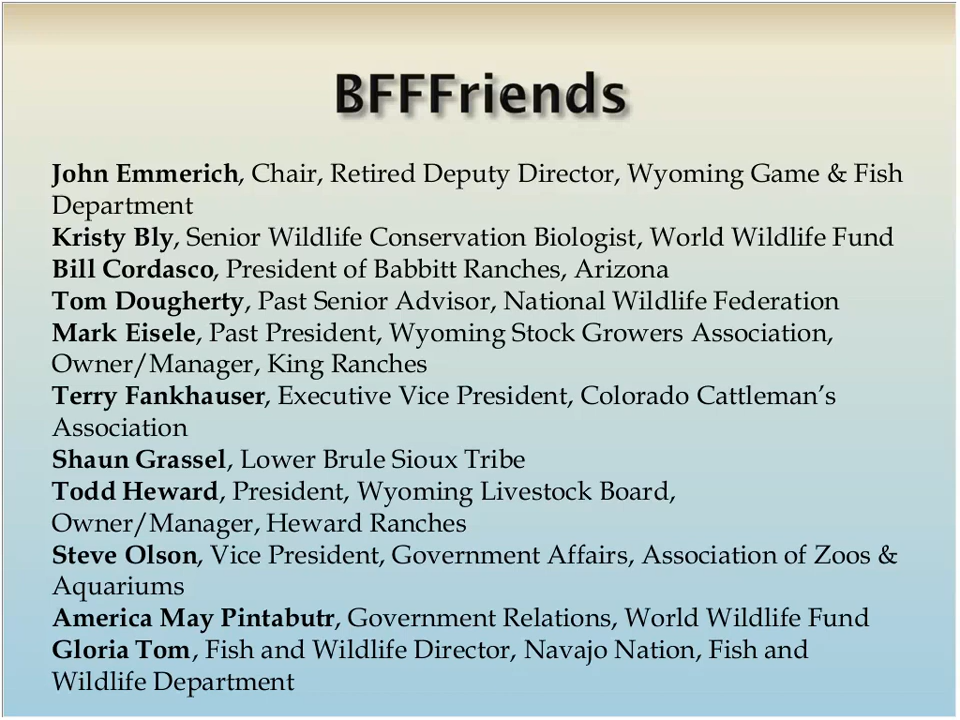 BFFFriends
John Emmerich, Chair, Retired Deputy Director, Wyoming Game & Fish
Department
Kristy Bly, Senior Wildlife Conservation Biologist, World Wildlife Fund
Bill Cordasco, President of Babbitt Ranches, Arizona
Tom Dougherty, Past Senior Advisor, National Wildlife Federation
Mark Eisele, Past President, Wyoming Stock Growers Association,
Owner/Manager, King Ranches
Terry Fankhauser, Executive Vice President, Colorado Cattleman's
Association
Shaun Grassel, Lower Brule Sioux Tribe
Todd Heward, President, Wyoming Livestock Board,
Owner/Manager, Heward Ranches
Steve Olson, Vice President, Government Affairs, Association of Zoos &
Aquariums
America May Pintabutr, Government Relations, World Wildlife Fund
Gloria Tom, Fish and Wildlife Director, Navajo Nation, Fish and
Wildlife Department